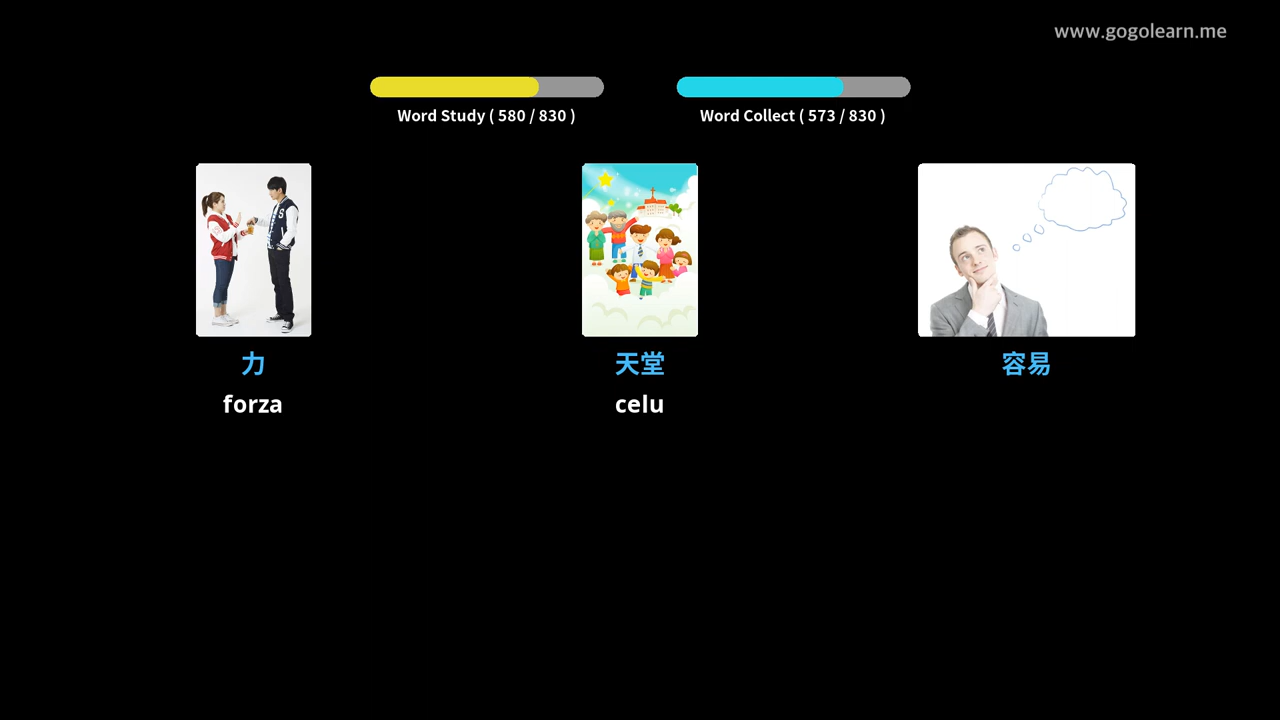 www.gogolearn.me
Word Study ( 580 / 830 )
Word Collect ( 573 / 830 )
力
天堂
容易
forza
celu